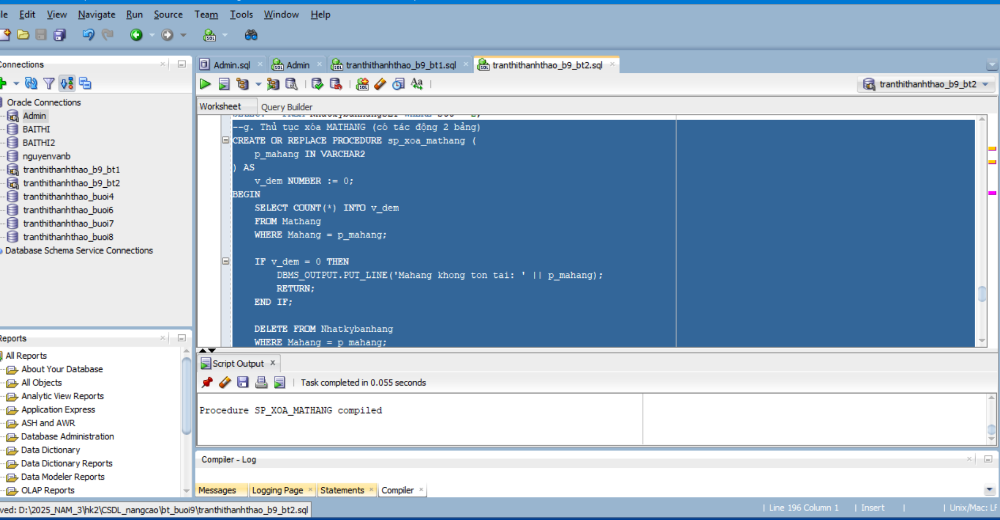 Edit View Navigate Run Source Team Tools Window Help
Connections
Admin.sql
Admin
tranthithanhthao_b9_bt1.sql
tranthithanhthao_b9_bt2.sql
tranthithanhthao_b9_bt2
Oracle Connections
Admin
BAITHI
BAITHI2
nguyenvanb
tranthithanhthao_b9_bt1
tranthithanhthao_b9_bt2
tranthithanhthao_buoi4
tranthithanhthao_buoi6
tranthithanhthao_buoi7
tranthithanhthao_buoi8
Database Schema Service Connections
Worksheet Query Builder
--g. Thủ tục xóa MATHANG (có tác động 2 bảng)
CREATE OR REPLACE PROCEDURE sp_xoa_mathang (
p_mahang IN VARCHAR2
) AS
v_dem NUMBER := 0;
BEGIN
SELECT COUNT(*) INTO v_dem
FROM Mathang
WHERE Mahang = p_mahang;
IF v_dem = 0 THEN
DBMS_OUTPUT.PUT_LINE('Mahang khong ton tai: ' || p_mahang);
RETURN;
END IF;
DELETE FROM Nhatkybanhang
WHERE Mahang = p_mahang;
Reports
All Reports
About Your Database
All Objects
Analytic View Reports
Application Express
ASH and AWR
Database Administration
Data Dictionary
Data Dictionary Reports
Data Modeler Reports
OLAP Reports
Script Output
Task completed in 0.055 seconds
Procedure SP_XOA_MATHANG compiled
Compiler - Log
Messages Logging Page Statements Compiler
ved: D:\2025_NAM_3\hk2\CSDL_nangcao\bt_buoi9\tranthithanhthao_b9_bt2.sql
| Line 196 Column 1 | Insert | | Unix/Mac: LF